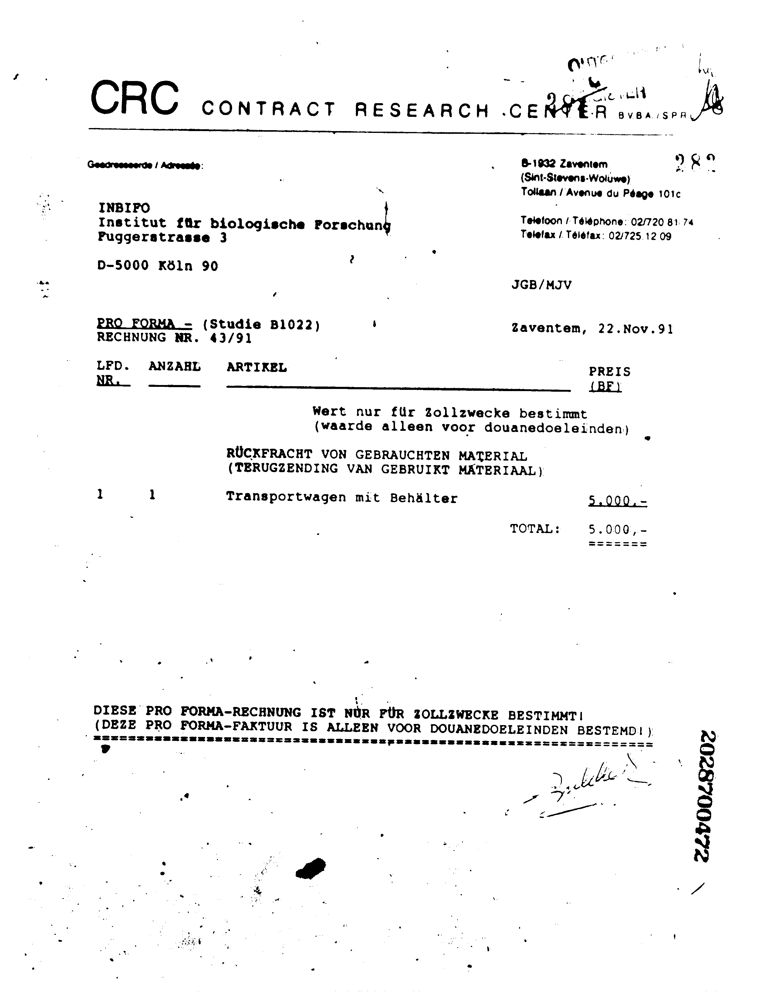 CRC CONTRACT RESEARCH CENTER BVBA/SPR
282
Geadresseerde / Adressée:
B-1932 Zaventem
(Sint-Stevens-Woluwe)
Tollaan / Avenue du Péage 101c
INBIFO
Institut für biologische Forschung
Fuggerstrasse 3
Telefoon / Téléphone: 02/720 81 74
Telefax / Téléfax: 02/725 12 09
D-5000 Köln 90
JGB/MJV
PRO FORMA - (Studie B1022)
RECHNUNG NR. 43/91
Zaventem, 22.Nov.91
LFD. ANZAHL ARTIKEL PREIS
NR. (BF)
Wert nur für Zollzwecke bestimmt
(waarde alleen voor douanedoeleinden)
RÜCKFRACHT VON GEBRAUCHTEN MATERIAL
(TERUGZENDING VAN GEBRUIKT MATERIAAL)
1 1 Transportwagen mit Behälter 5.000,-
TOTAL: 5.000,-
=======
DIESE PRO FORMA-RECHNUNG IST NUR FÜR ZOLLZWECKE BESTIMMT!
(DEZE PRO FORMA-FAKTUUR IS ALLEEN VOOR DOUANEDOELEINDEN BESTEMD!)
2028700472